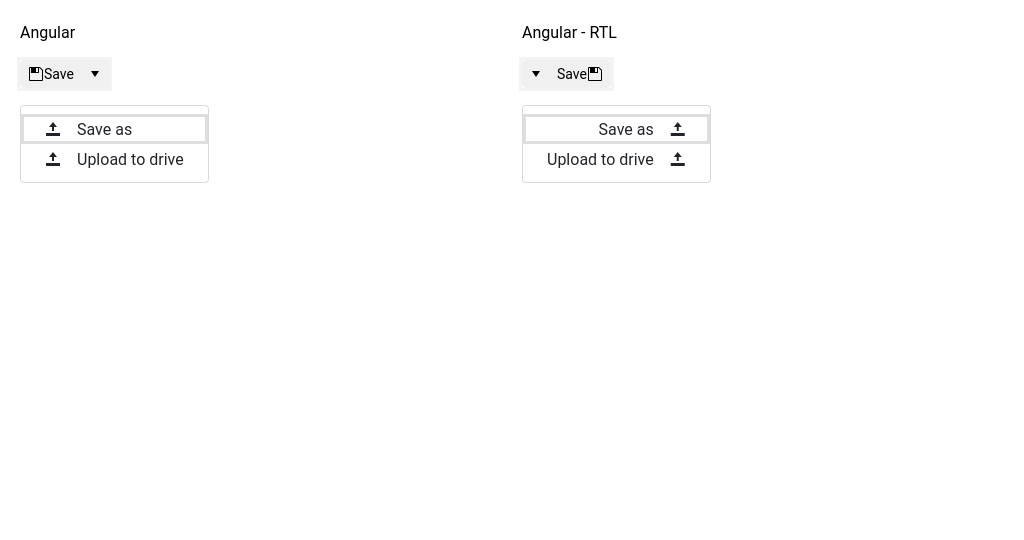 Angular
Save
Save as
Upload to drive
Angular - RTL
Save
Save as
Upload to drive